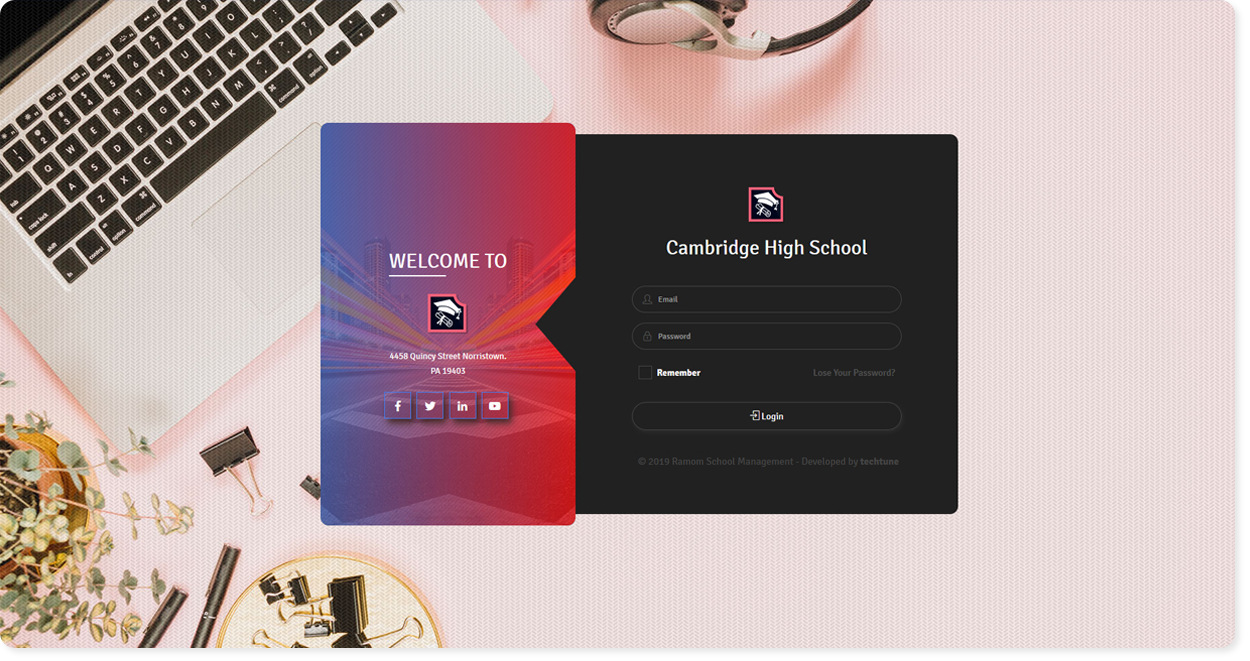 WELCOME TO
4458 Quincy Street Norristown.
PA 19403
Cambridge High School
Email
Password
Remember
Lose Your Password?
Login
© 2019 Ramom School Management - Developed by techtune